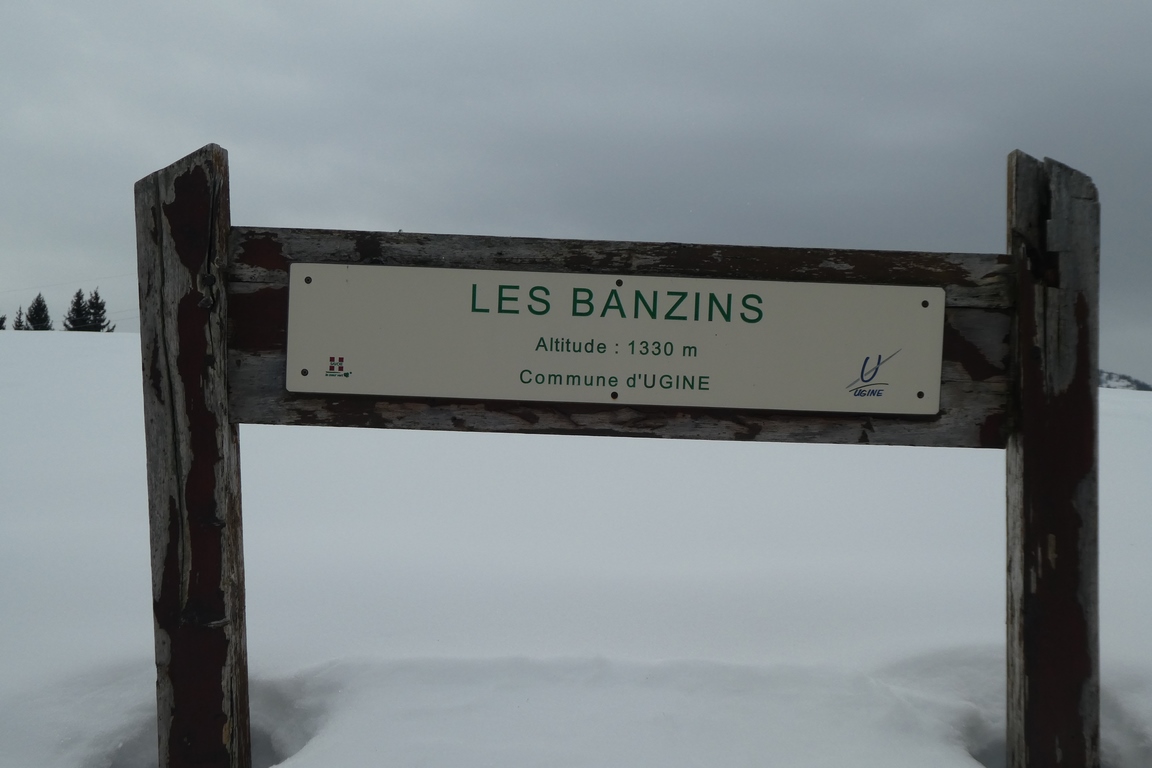 LES BANZINS
Altitude : 1330 m
Commune d'UGINE
U
UGINE